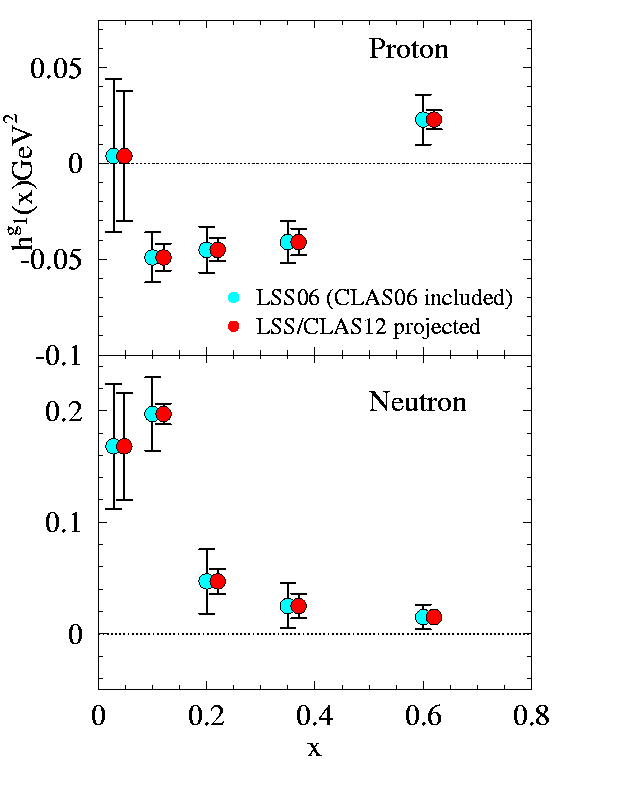 Proton
0.05
0
-0.05
-0.1
h^g1(x)GeV^2
LSS06 (CLAS06 included)
LSS/CLAS12 projected
Neutron
0.2
0.1
0
0 0.2 0.4 0.6 0.8
x